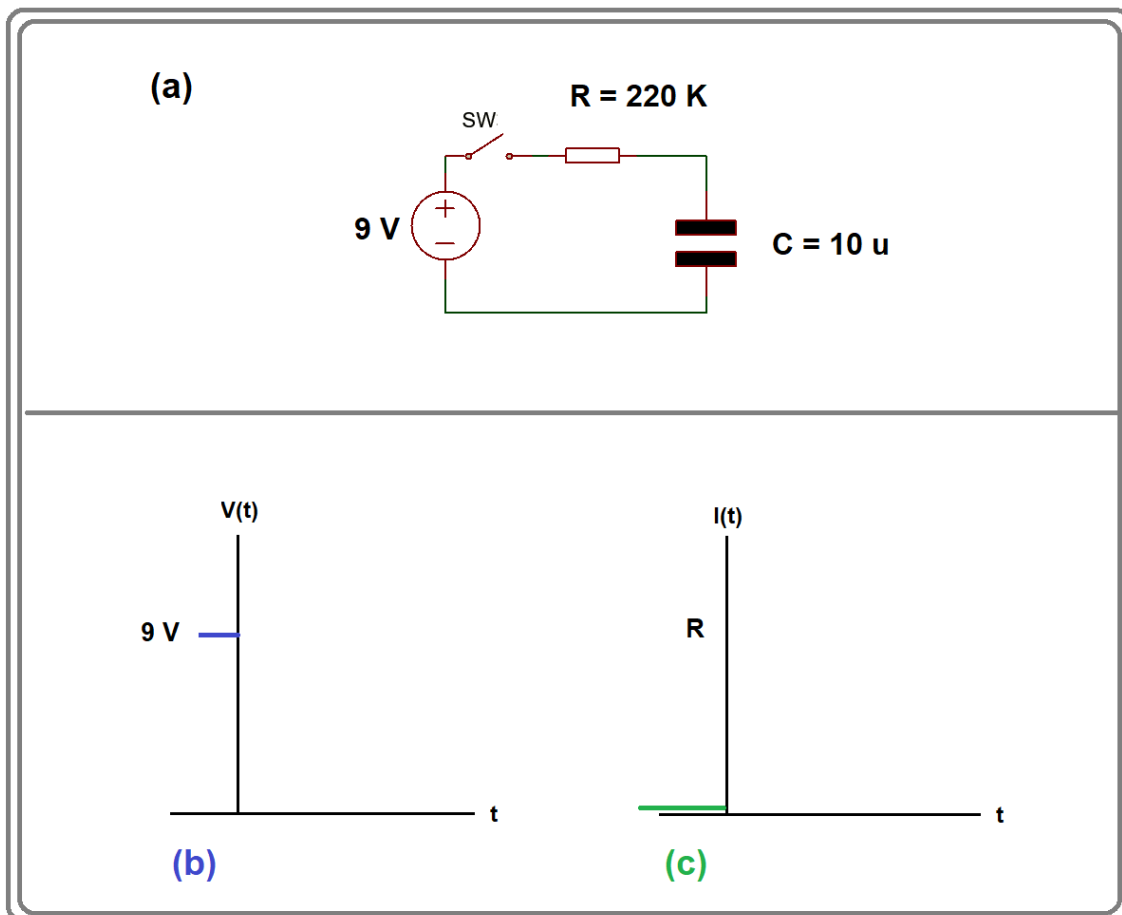 (a)
R = 220 K
SW
+
9 V
−
C = 10 u
V(t)
9 V
t
(b)
I(t)
R
t
(c)